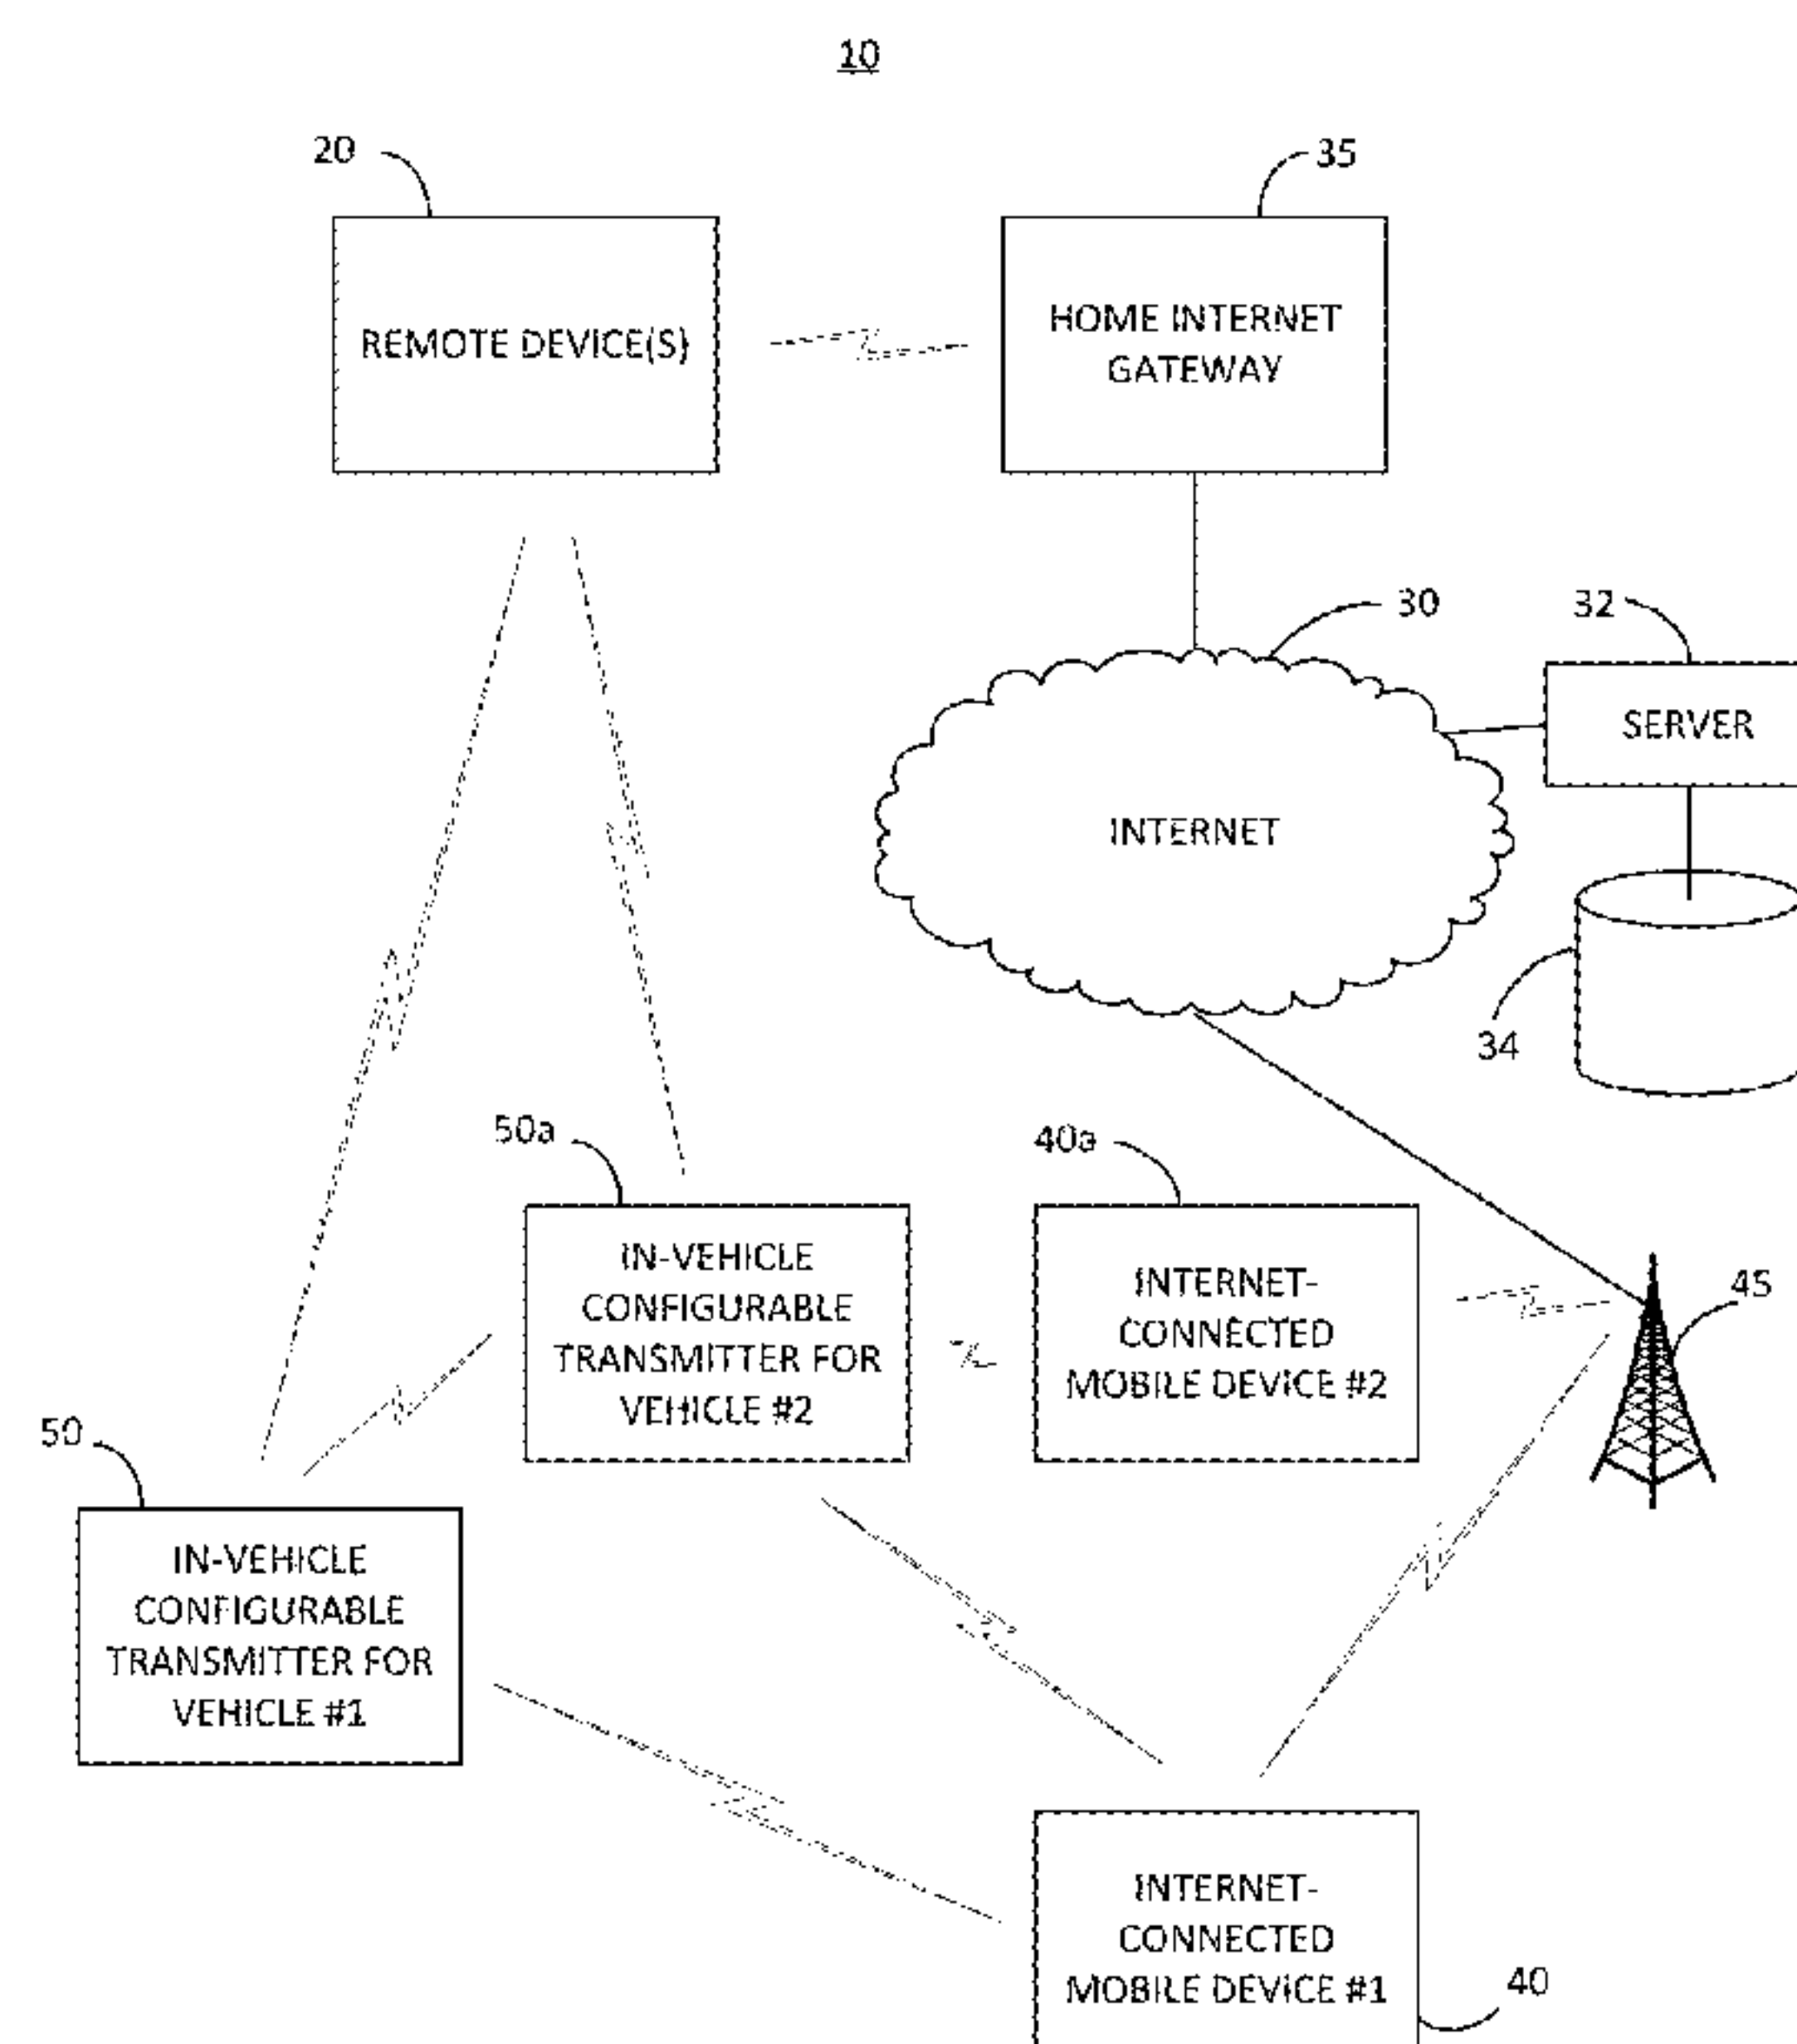 10
20
35
REMOTE DEVICE(S)
HOME INTERNET
GATEWAY
30
32
SERVER
INTERNET
34
50a
40a
IN-VEHICLE
CONFIGURABLE
TRANSMITTER FOR
VEHICLE #2
INTERNET-
CONNECTED
MOBILE DEVICE #2
45
50
IN-VEHICLE
CONFIGURABLE
TRANSMITTER FOR
VEHICLE #1
INTERNET-
CONNECTED
MOBILE DEVICE #1
40